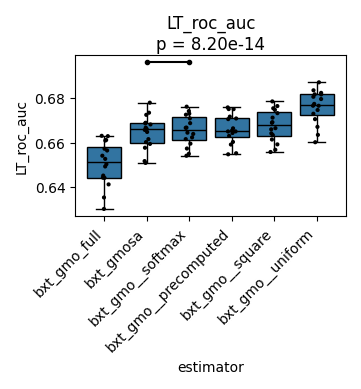 LT_roc_auc
p = 8.20e-14
LT_roc_auc
0.68
0.66
0.64
bxt_gmo_full
bxt_gmosa
bxt_gmo__softmax
bxt_gmo__precomputed
bxt_gmo__square
bxt_gmo__uniform
estimator